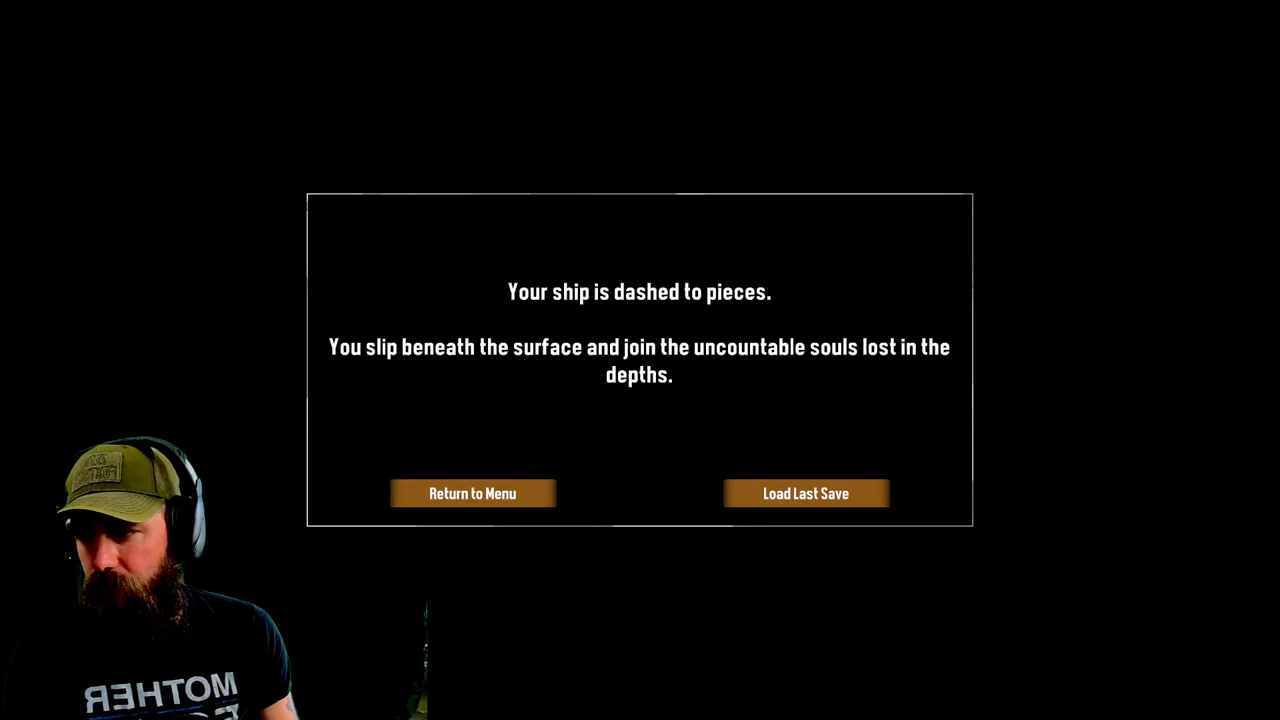 Your ship is dashed to pieces.
You slip beneath the surface and join the uncountable souls lost in the
depths.
Return to Menu
Load Last Save
MOTHER